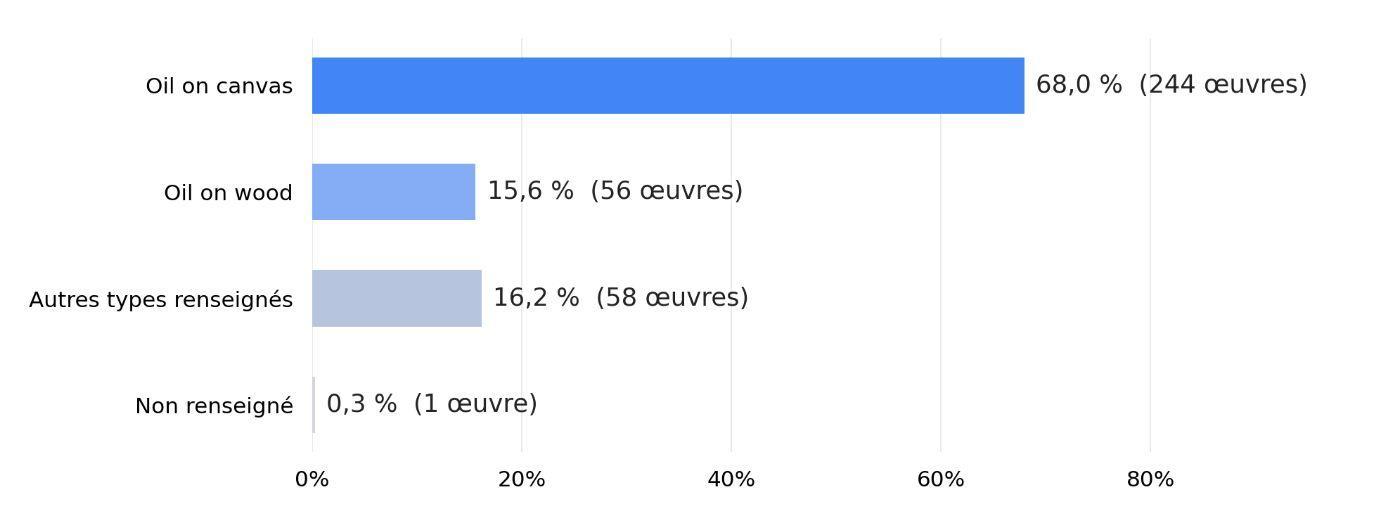 Oil on canvas 68,0 % (244 œuvres)
Oil on wood 15,6 % (56 œuvres)
Autres types renseignés 16,2 % (58 œuvres)
Non renseigné 0,3 % (1 œuvre)
0% 20% 40% 60% 80%